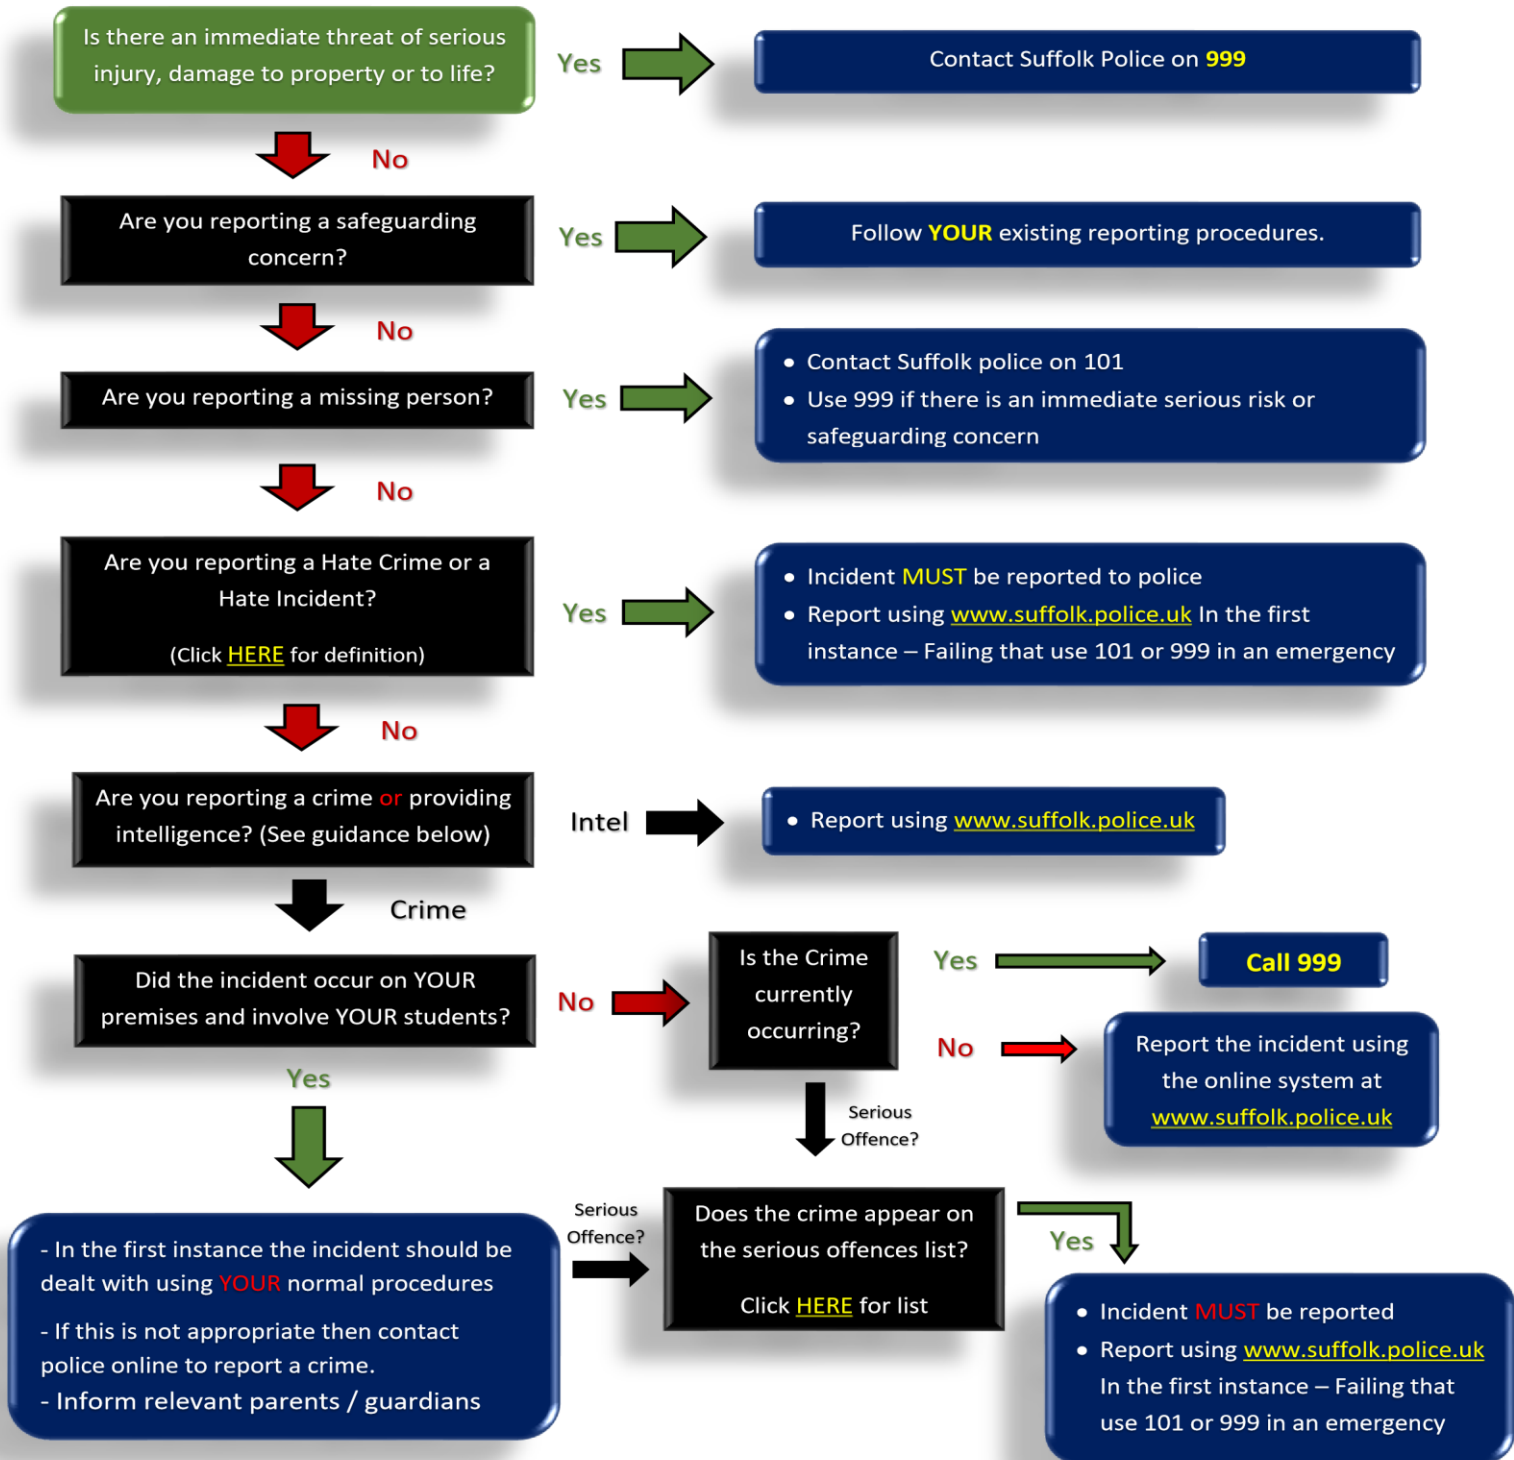 Is there an immediate threat of serious
injury, damage to property or to life?
Yes
Contact Suffolk Police on 999
No
Are you reporting a safeguarding
concern?
Yes
Follow YOUR existing reporting procedures.
No
Are you reporting a missing person?
Yes
• Contact Suffolk police on 101
• Use 999 if there is an immediate serious risk or
safeguarding concern
No
Are you reporting a Hate Crime or a
Hate Incident?
(Click HERE for definition)
Yes
• Incident MUST be reported to police
• Report using www.suffolk.police.uk In the first
instance – Failing that use 101 or 999 in an emergency
No
Are you reporting a crime or providing
intelligence? (See guidance below)
Intel
• Report using www.suffolk.police.uk
Crime
Did the incident occur on YOUR
premises and involve YOUR students?
No
Is the Crime
currently
occurring?
Yes
Call 999
No
Report the incident using
the online system at
www.suffolk.police.uk
Yes
Serious
Offence?
- In the first instance the incident should be
dealt with using YOUR normal procedures
- If this is not appropriate then contact
police online to report a crime.
- Inform relevant parents / guardians
Serious
Offence?
Does the crime appear on
the serious offences list?
Click HERE for list
Yes
• Incident MUST be reported
• Report using www.suffolk.police.uk
In the first instance – Failing that
use 101 or 999 in an emergency